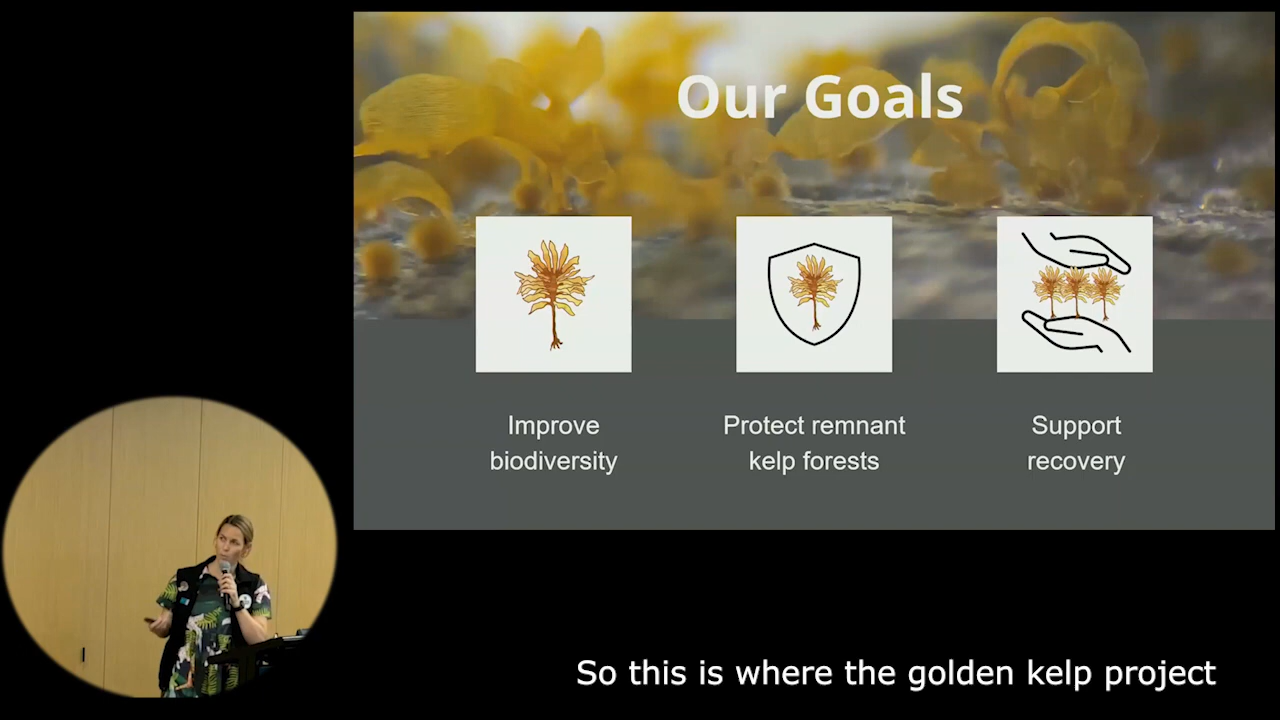 Our Goals
Improve
biodiversity
Protect remnant
kelp forests
Support
recovery
So this is where the golden kelp project